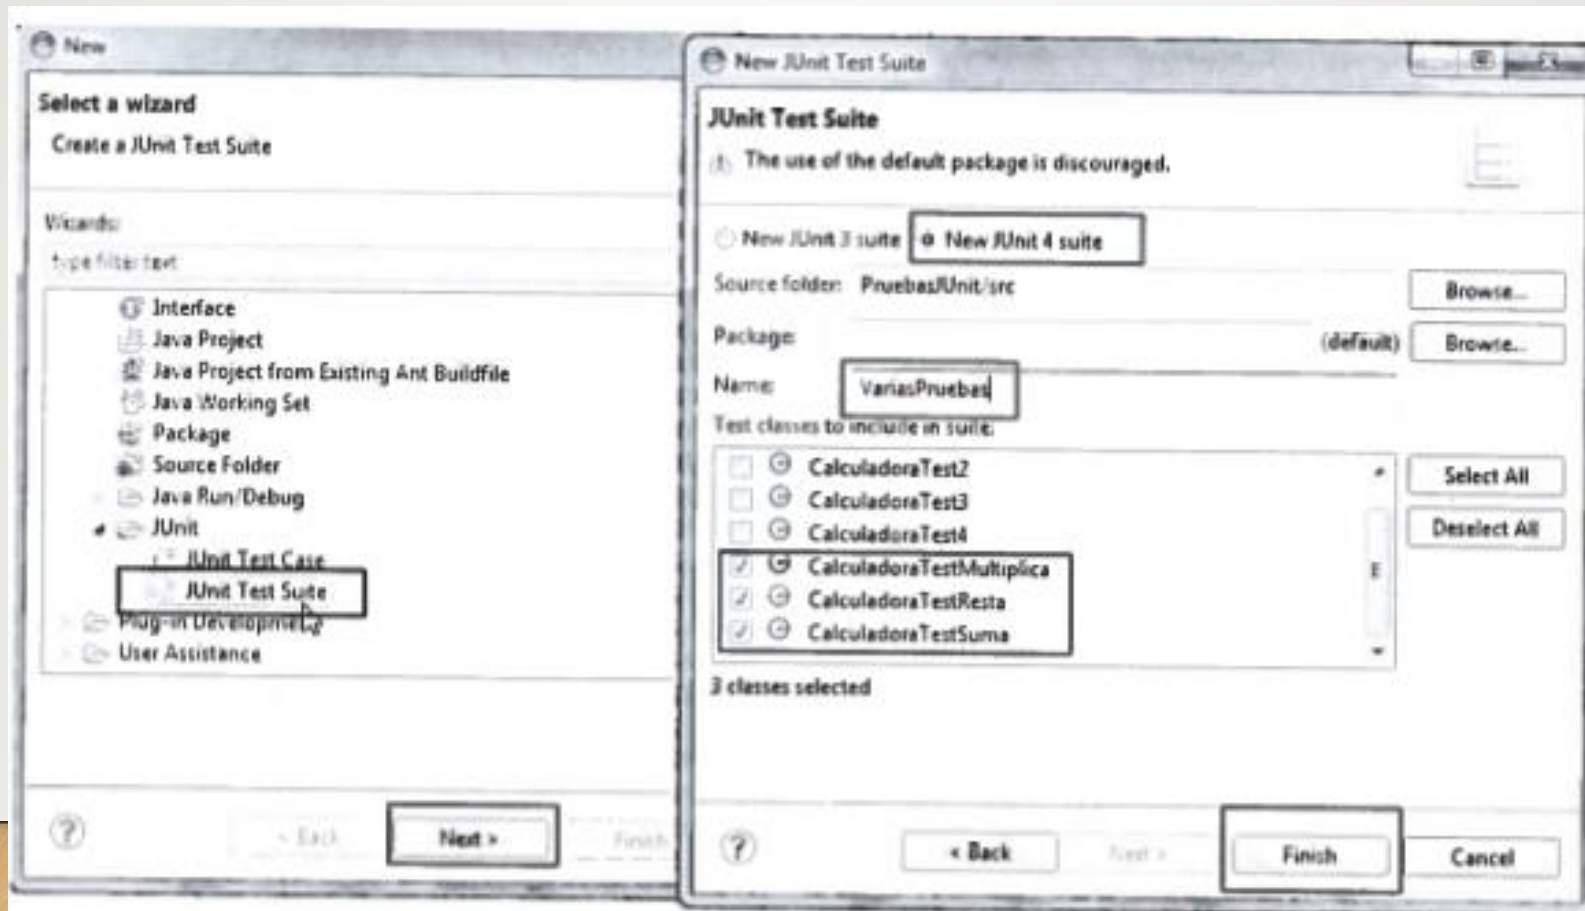 New
Select a wizard
Create a JUnit Test Suite
Wizards:
type filter text
Interface
Java Project
Java Project from Existing Ant Buildfile
Java Working Set
Package
Source Folder
Java Run/Debug
JUnit
JUnit Test Case
JUnit Test Suite
Plug-in Development
User Assistance
?
< Back
Next >
Finish
New JUnit Test Suite
JUnit Test Suite
The use of the default package is discouraged.
New JUnit 3 suite
New JUnit 4 suite
Source folder: PruebasJUnit/src
Browse...
Package:
(default)
Browse...
Name: VariasPruebas
Test classes to include in suite:
CalculadoraTest2
CalculadoraTest3
CalculadoraTest4
CalculadoraTestMultiplica
CalculadoraTestResta
CalculadoraTestSuma
Select All
Deselect All
3 classes selected
?
< Back
Next >
Finish
Cancel